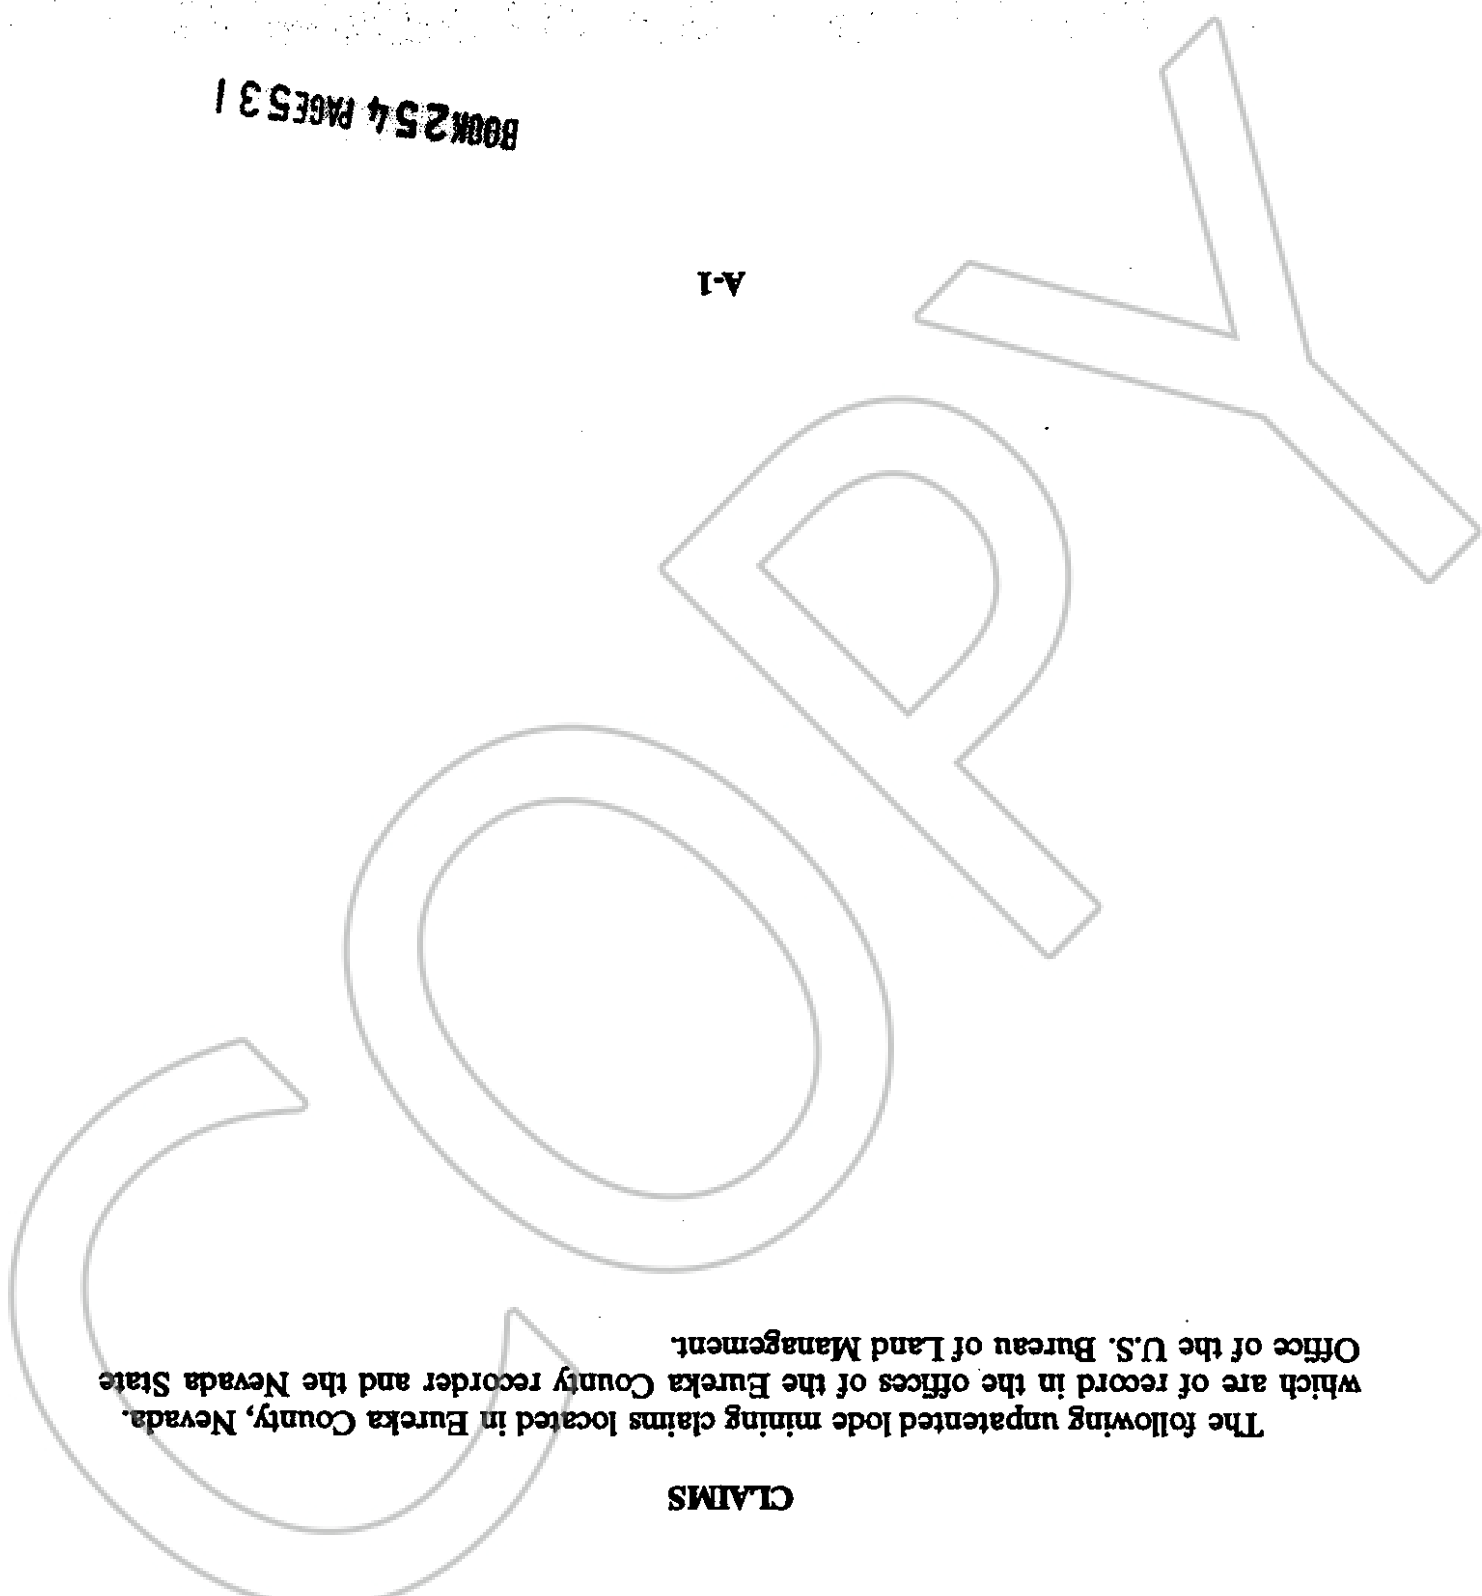 CLAIMS
The following unpatented lode mining claims located in Eureka County, Nevada.
which are of record in the offices of the Eureka County recorder and the Nevada State
Office of the U.S. Bureau of Land Management.
A-1
BOOK254 PAGE531
COPY